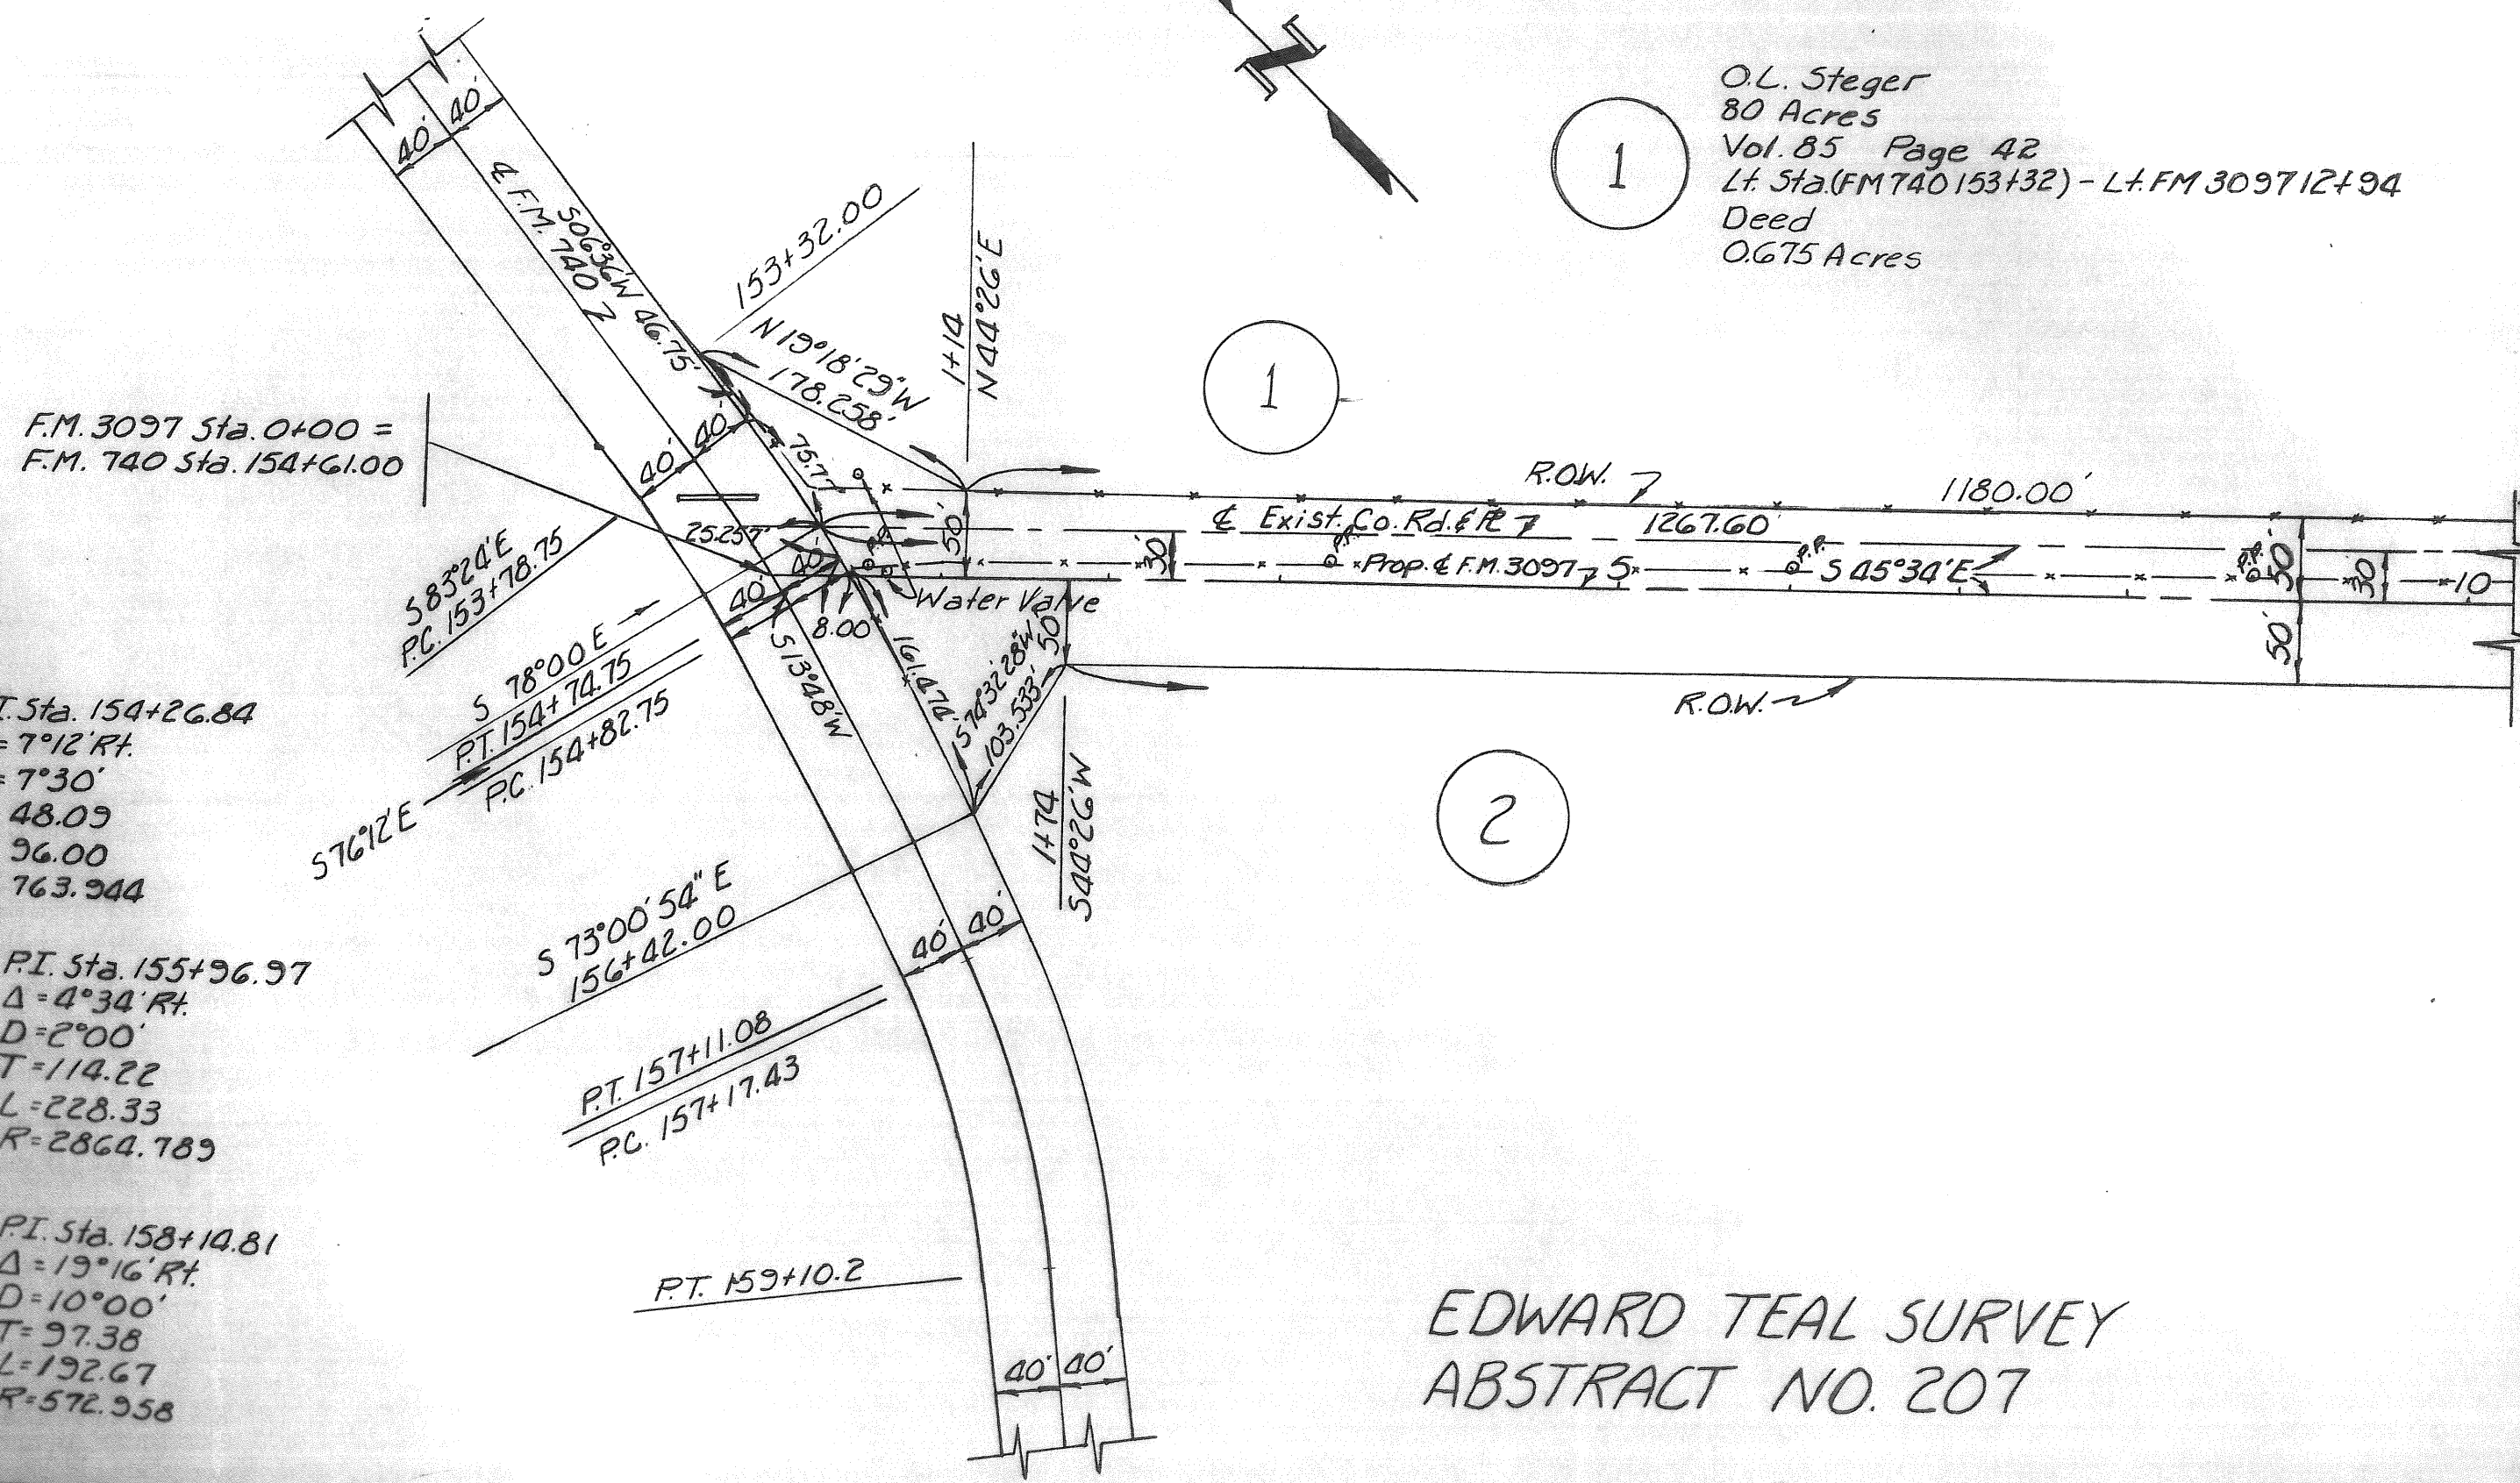 O.L. Steger
80 Acres
Vol. 85 Page 42
Lt. Sta.(FM 740 153+32) - Lt. FM 3097 12+94
Deed
0.675 Acres
1
N
40'
40'
℄ F.M. 740
S06°36'W 46.75'
153+32.00
N 19°18'29"W
178.258'
1+14
N44°26'E
1
F.M. 3097 Sta. 0+00 =
F.M. 740 Sta. 154+61.00
40'
40'
75.77'
25.257'
40'
40'
8.00'
P.P.
Water Valve
50'
R.O.W.
1180.00'
℄ Exist. Co. Rd. & ℄
1267.60'
30'
P.P.
Prop. ℄ F.M. 3097
5
P.P.
S 45°34'E
P.P.
50'
30'
10
50'
R.O.W.
S 83°24'E
P.C. 153+78.75
S 78°00 E
P.T. 154+74.75
P.C. 154+82.75
S76°12'E
S13°48'W
161.474'
S74°32'28"W
103.533'
50'
1+74
S44°26'W
2
S 73°00'54" E
156+42.00
40'
40'
P.T. 157+11.08
P.C. 157+17.43
P.T. 159+10.2
40'
40'
I. Sta. 154+26.84
= 7°12' Rt.
= 7°30'
48.09
96.00
763.944
P.I. Sta. 155+96.97
Δ = 4°34' Rt.
D = 2°00'
T = 114.22
L = 228.33
R = 2864.789
P.I. Sta. 158+14.81
Δ = 19°16' Rt.
D = 10°00'
T = 97.38
L = 192.67
R = 572.958
EDWARD TEAL SURVEY
ABSTRACT NO. 207